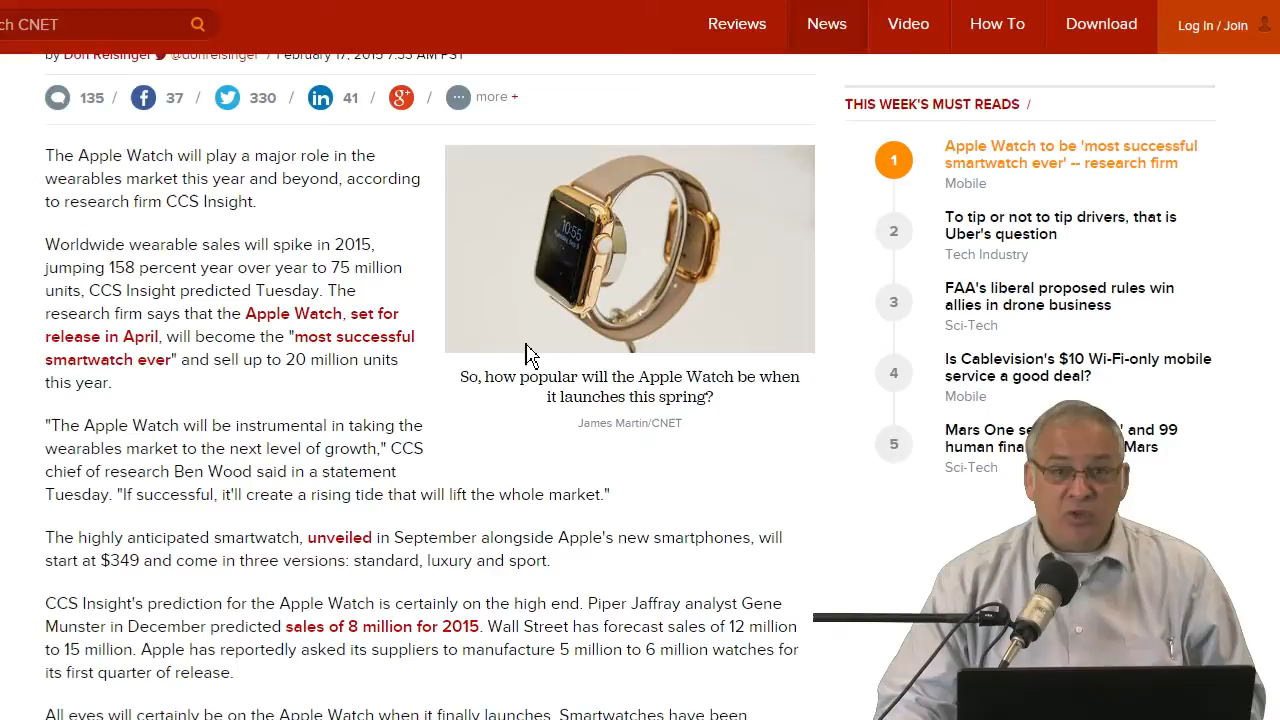 ch CNET
Reviews
News
Video
How To
Download
Log In / Join
by Don Reisinger @donreisinger / February 17, 2015 7:53 AM PST
135 / 37 / 330 / 41 / / more +
The Apple Watch will play a major role in the
wearables market this year and beyond, according
to research firm CCS Insight.
Worldwide wearable sales will spike in 2015,
jumping 158 percent year over year to 75 million
units, CCS Insight predicted Tuesday. The
research firm says that the Apple Watch, set for
release in April, will become the "most successful
smartwatch ever" and sell up to 20 million units
this year.
10:55
So, how popular will the Apple Watch be when
it launches this spring?
James Martin/CNET
"The Apple Watch will be instrumental in taking the
wearables market to the next level of growth," CCS
chief of research Ben Wood said in a statement
Tuesday. "If successful, it'll create a rising tide that will lift the whole market."
The highly anticipated smartwatch, unveiled in September alongside Apple's new smartphones, will
start at $349 and come in three versions: standard, luxury and sport.
CCS Insight's prediction for the Apple Watch is certainly on the high end. Piper Jaffray analyst Gene
Munster in December predicted sales of 8 million for 2015. Wall Street has forecast sales of 12 million
to 15 million. Apple has reportedly asked its suppliers to manufacture 5 million to 6 million watches for
its first quarter of release.
All eyes will certainly be on the Apple Watch when it finally launches. Smartwatches have been
THIS WEEK'S MUST READS /
1
Apple Watch to be 'most successful
smartwatch ever' -- research firm
Mobile
2
To tip or not to tip drivers, that is
Uber's question
Tech Industry
3
FAA's liberal proposed rules win
allies in drone business
Sci-Tech
4
Is Cablevision's $10 Wi-Fi-only mobile
service a good deal?
Mobile
5
Mars One se ' and 99
human fina Mars
Sci-Tech